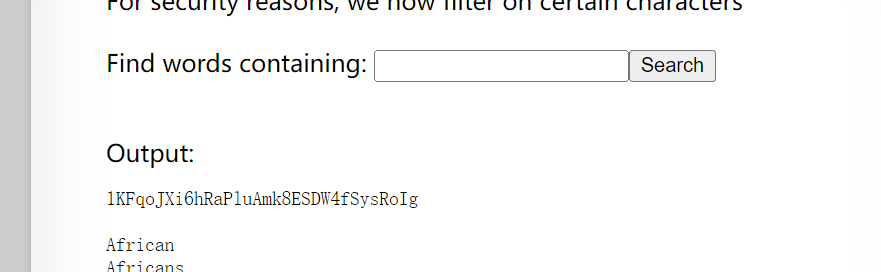 For security reasons, we now filter on certain characters
Find words containing:
Search
Output:
1KFqoJXi6hRaPluAmk8ESDW4fSysRoIg
African
Africans